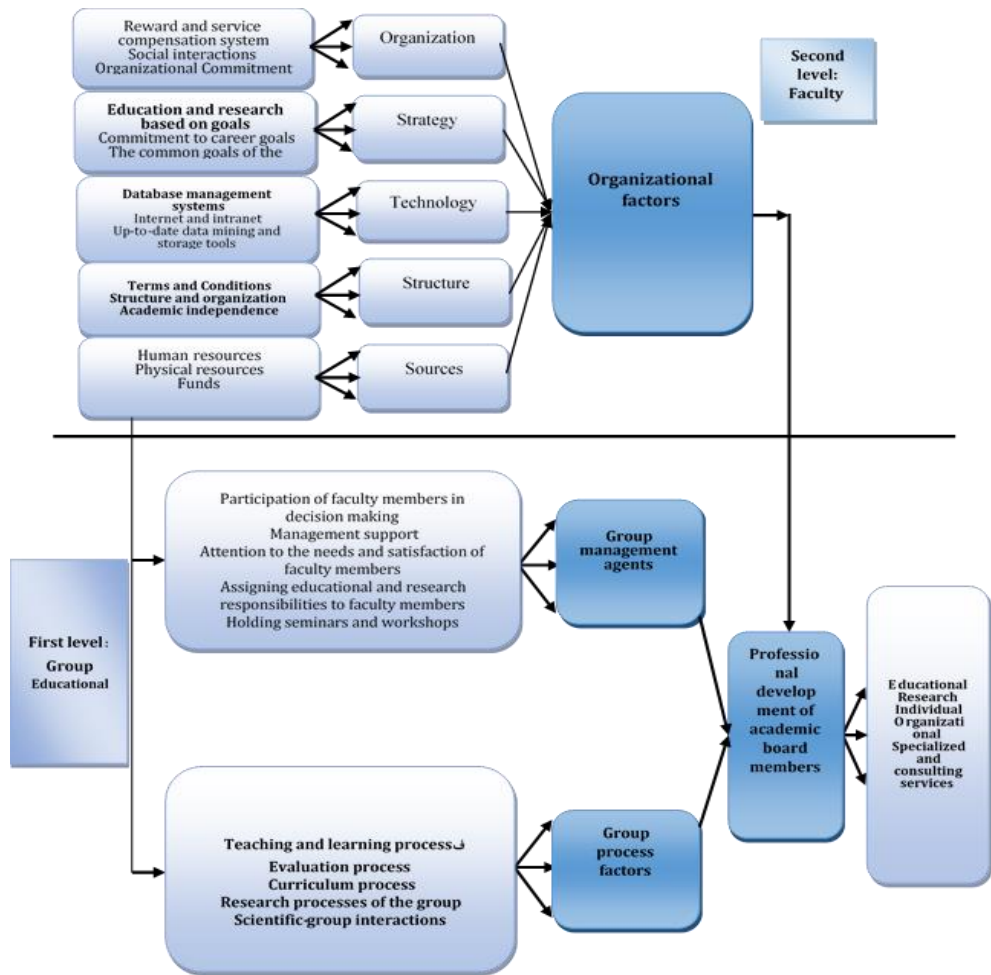 Reward and service
compensation system
Social interactions
Organizational Commitment
Organization
Second
level:
Faculty
Education and research
based on goals
Commitment to career goals
The common goals of the
Strategy
Organizational
factors
Database management
systems
Internet and intranet
Up-to-date data mining and
storage tools
Technology
Terms and Conditions
Structure and organization
Academic independence
Structure
Human resources
Physical resources
Funds
Sources
Participation of faculty members in
decision making
Management support
Attention to the needs and satisfaction of
faculty members
Assigning educational and research
responsibilities to faculty members
Holding seminars and workshops
Group
management
agents
First level:
Group
Educational
Professio
nal
develop
ment of
academic
board
members
Educational
Research
Individual
Organizati
onal
Specialized
and
consulting
services
Teaching and learning processف
Evaluation process
Curriculum process
Research processes of the group
Scientific-group interactions
Group
process
factors